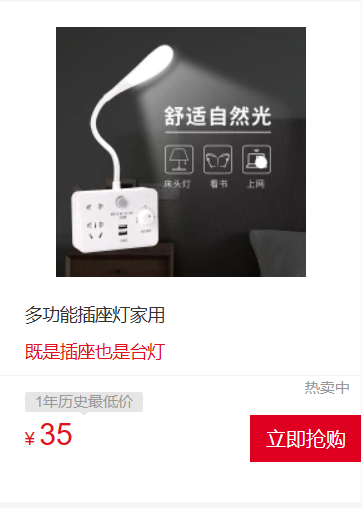 舒适自然光
床头灯 看书 上网
多功能插座灯家用
既是插座也是台灯
热卖中
1年历史最低价
¥ 35
立即抢购